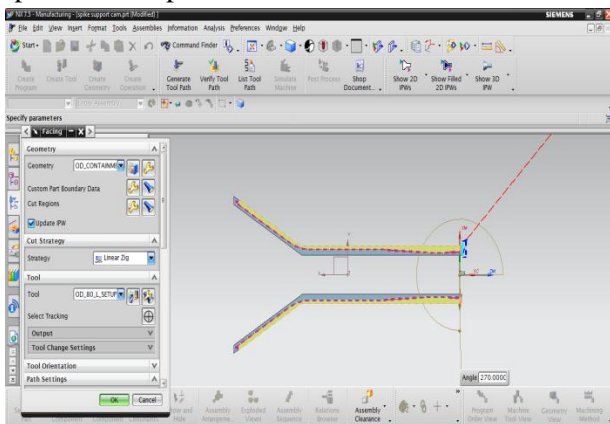 NX 7.5 - Manufacturing - [spike support cam.prt (Modified)]
SIEMENS
File Edit View Insert Format Tools Assemblies Information Analysis Preferences Window Help
Start
Command Finder
Create Program
Create Tool
Create Geometry
Create Operation
Generate Tool Path
Verify Tool Path
List Tool Path
Simulate Machine
Post Process
Shop Document...
Show 2D IPWs
Show Filled 2D IPWs
Show 3D IPW
Specify parameters
Facing
Geometry
Geometry OD_CONTAINME
Custom Part Boundary Data
Cut Regions
Update IPW
Cut Strategy
Strategy Linear Zig
Tool
Tool OD_80_L_SETUP
Select Tracking
Output
Tool Change Settings
Tool Orientation
Path Settings
OK Cancel
Angle 270.0000
Assembly Clearance
Program Order View
Machine Tool View
Geometry View
Machining Method